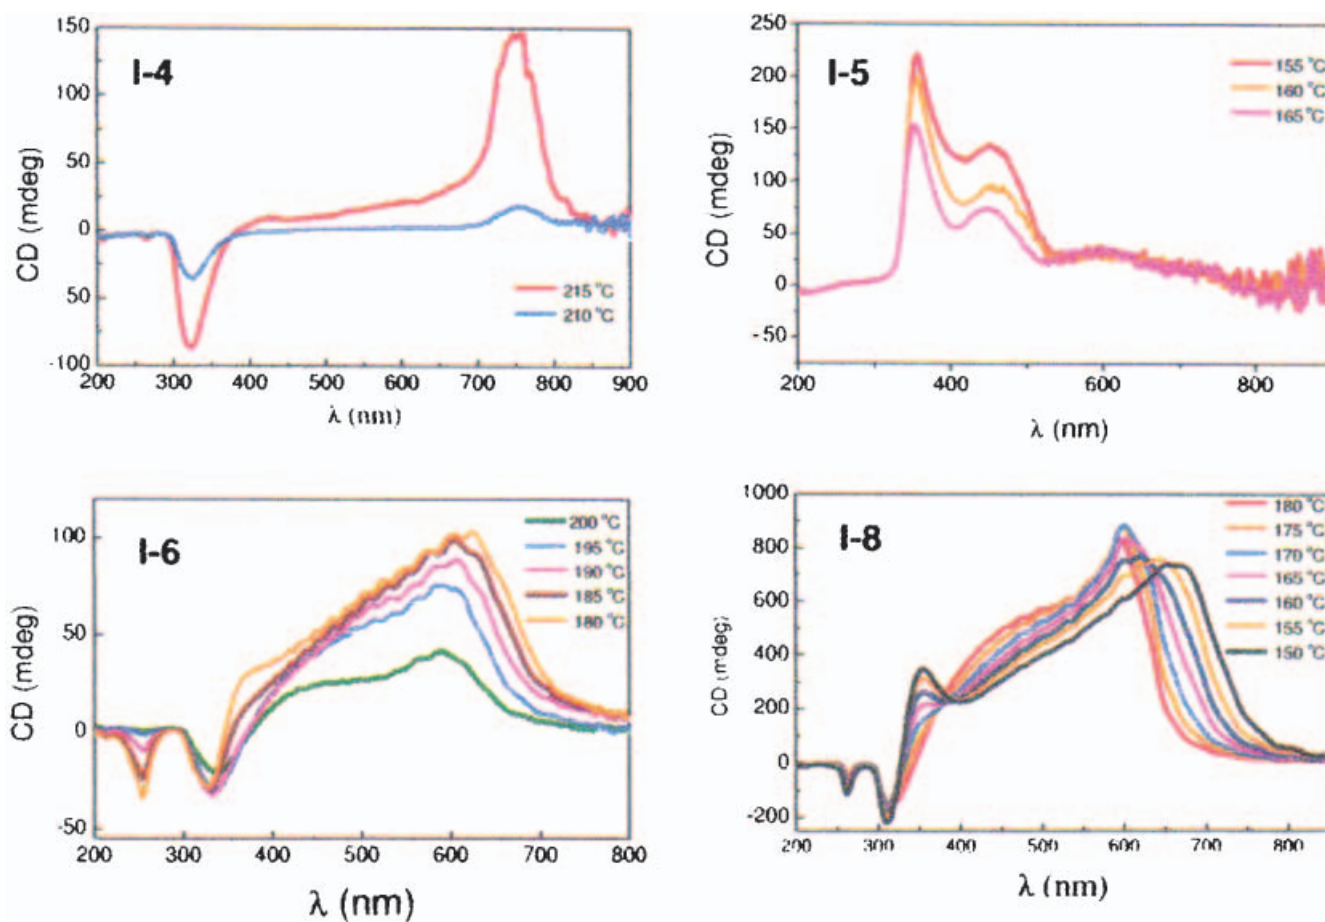 I-4
150
100
50
0
-50
-100
CD (mdeg)
215 °C
210 °C
200 300 400 500 600 700 800 900
λ (nm)
I-5
250
200
150
100
50
0
-50
CD (mdeg)
155 °C
160 °C
165 °C
200 400 600 800
λ (nm)
I-6
100
50
0
-50
CD (mdeg)
200 °C
195 °C
190 °C
185 °C
180 °C
200 300 400 500 600 700 800
λ (nm)
I-8
1000
800
600
400
200
0
-200
CD (mdeg)
180 °C
175 °C
170 °C
165 °C
160 °C
155 °C
150 °C
200 300 400 500 600 700 800
λ (nm)